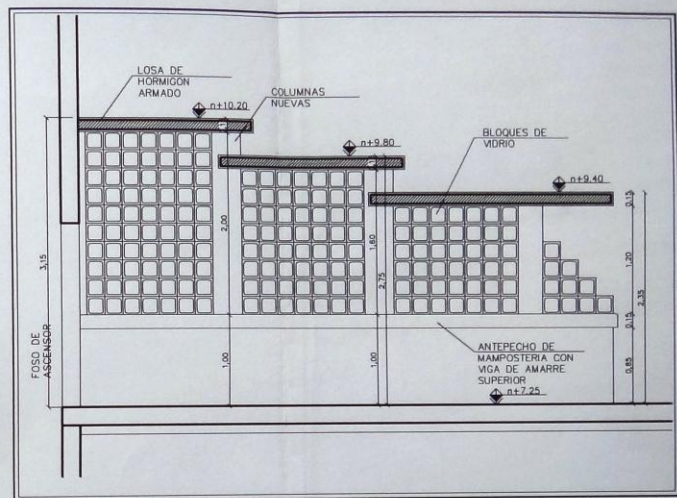 LOSA DE
HORMIGON
ARMADO
n+10.20
COLUMNAS
NUEVAS
n+9.80
BLOQUES DE
VIDRIO
n+9.40
3,15
2,00
1,60
2,75
0,15
1,20
2,35
0,15
0,85
1,00
1,00
FOSO DE
ASCENSOR
ANTEPECHO DE
MAMPOSTERIA CON
VIGA DE AMARRE
SUPERIOR
n+7.25